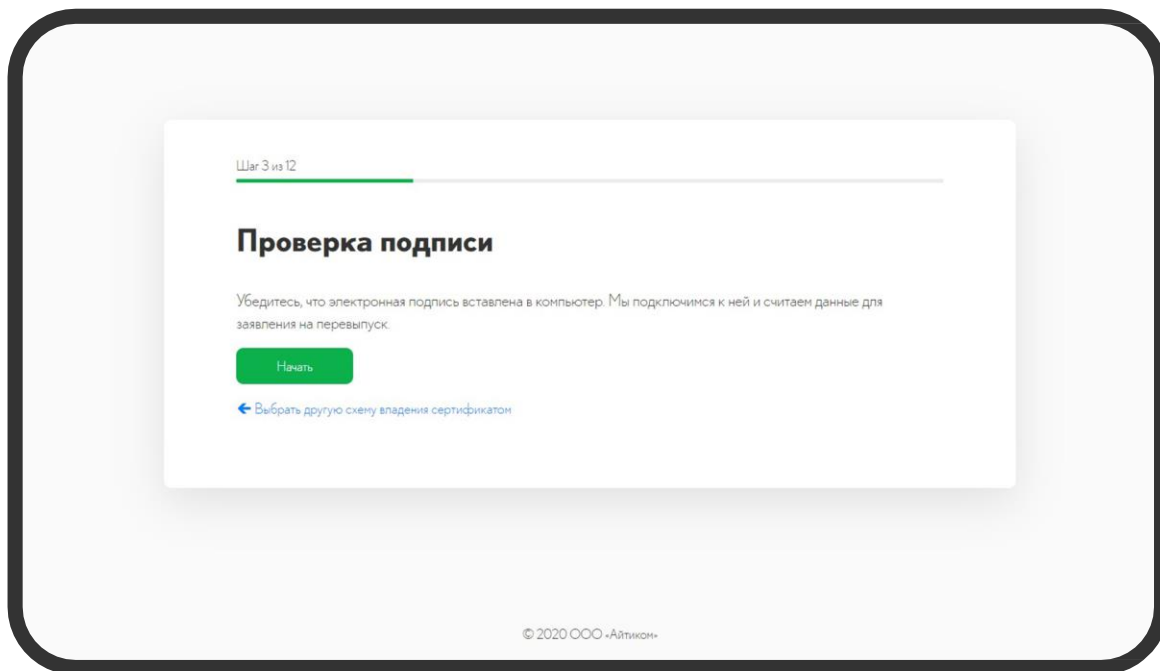 Шаг 3 из 12
Проверка подписи
Убедитесь, что электронная подпись вставлена в компьютер. Мы подключимся к ней и считаем данные для
заявления на перевыпуск.
Начать
← Выбрать другую схему владения сертификатом
© 2020 ООО «Айтиком»